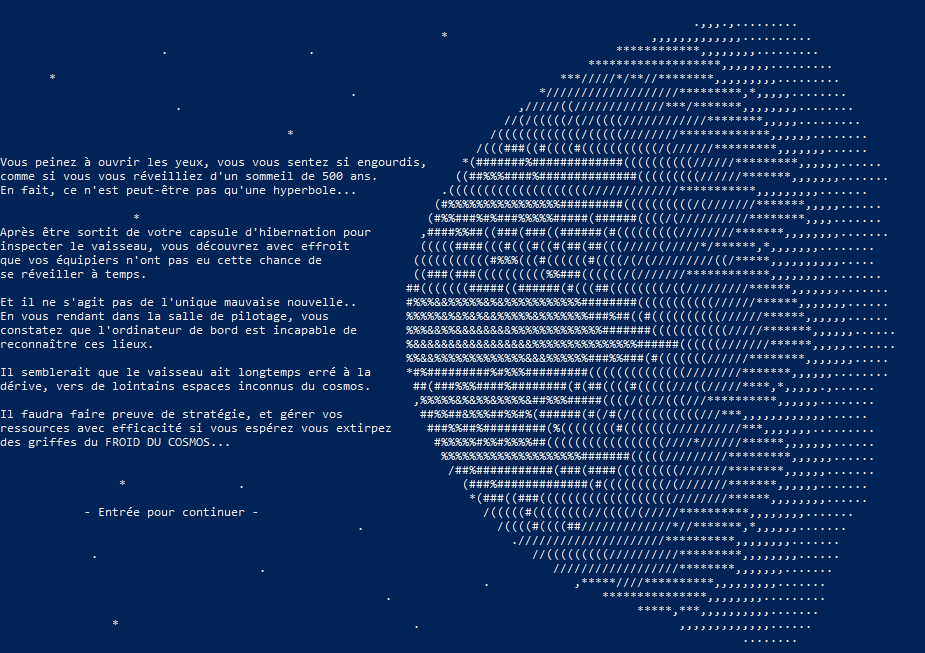 Vous peinez à ouvrir les yeux, vous vous sentez si engourdis,
comme si vous vous réveilliez d'un sommeil de 500 ans.
En fait, ce n'est peut-être pas qu'une hyperbole...
Après être sortit de votre capsule d'hibernation pour
inspecter le vaisseau, vous découvrez avec effroit
que vos équipiers n'ont pas eu cette chance de
se réveiller à temps.
Et il ne s'agit pas de l'unique mauvaise nouvelle..
En vous rendant dans la salle de pilotage, vous
constatez que l'ordinateur de bord est incapable de
reconnaître ces lieux.
Il semblerait que le vaisseau ait longtemps erré à la
dérive, vers de lointains espaces inconnus du cosmos.
Il faudra faire preuve de stratégie, et gérer vos
ressources avec efficacité si vous espérez vous extirpez
des griffes du FROID DU COSMOS...
- Entrée pour continuer -